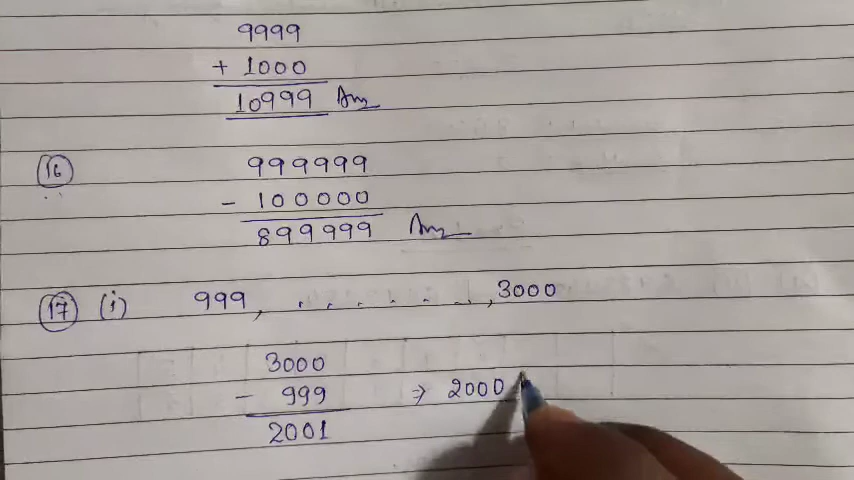 9999
+ 1000
10999 Ans
16 999999
- 100000
899999 Ans
17 (i) 999, . . . . . . . , 3000
3000
- 999 ⇒ 2000
2001